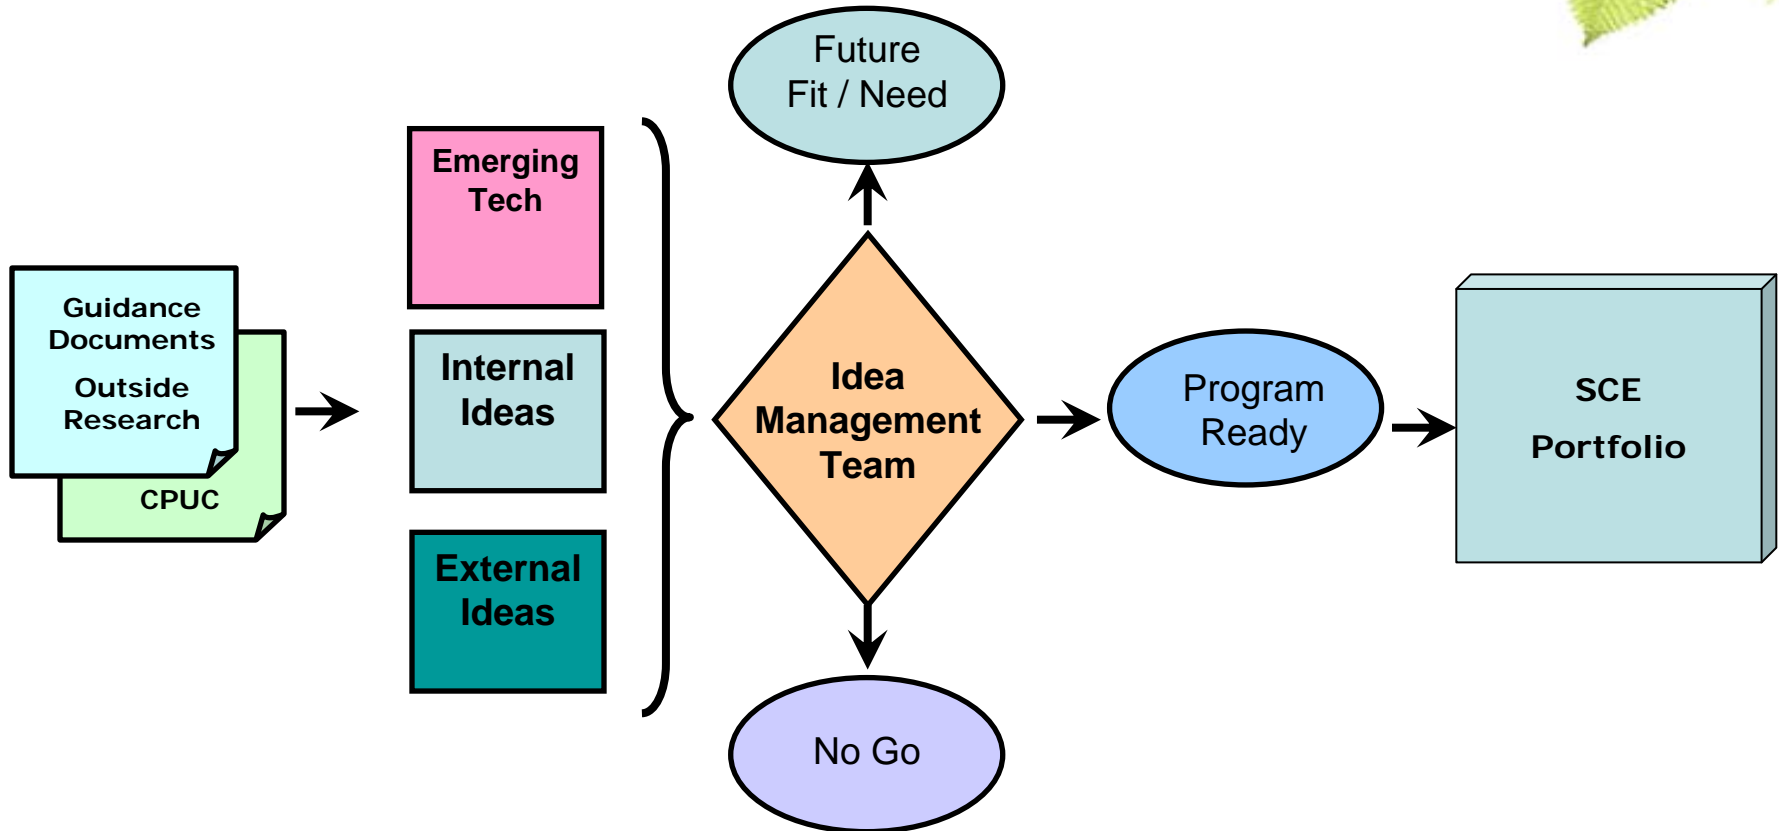 Guidance
Documents
Outside
Research
CPUC
Emerging
Tech
Internal
Ideas
External
Ideas
Future
Fit / Need
Idea
Management
Team
No Go
Program
Ready
SCE
Portfolio